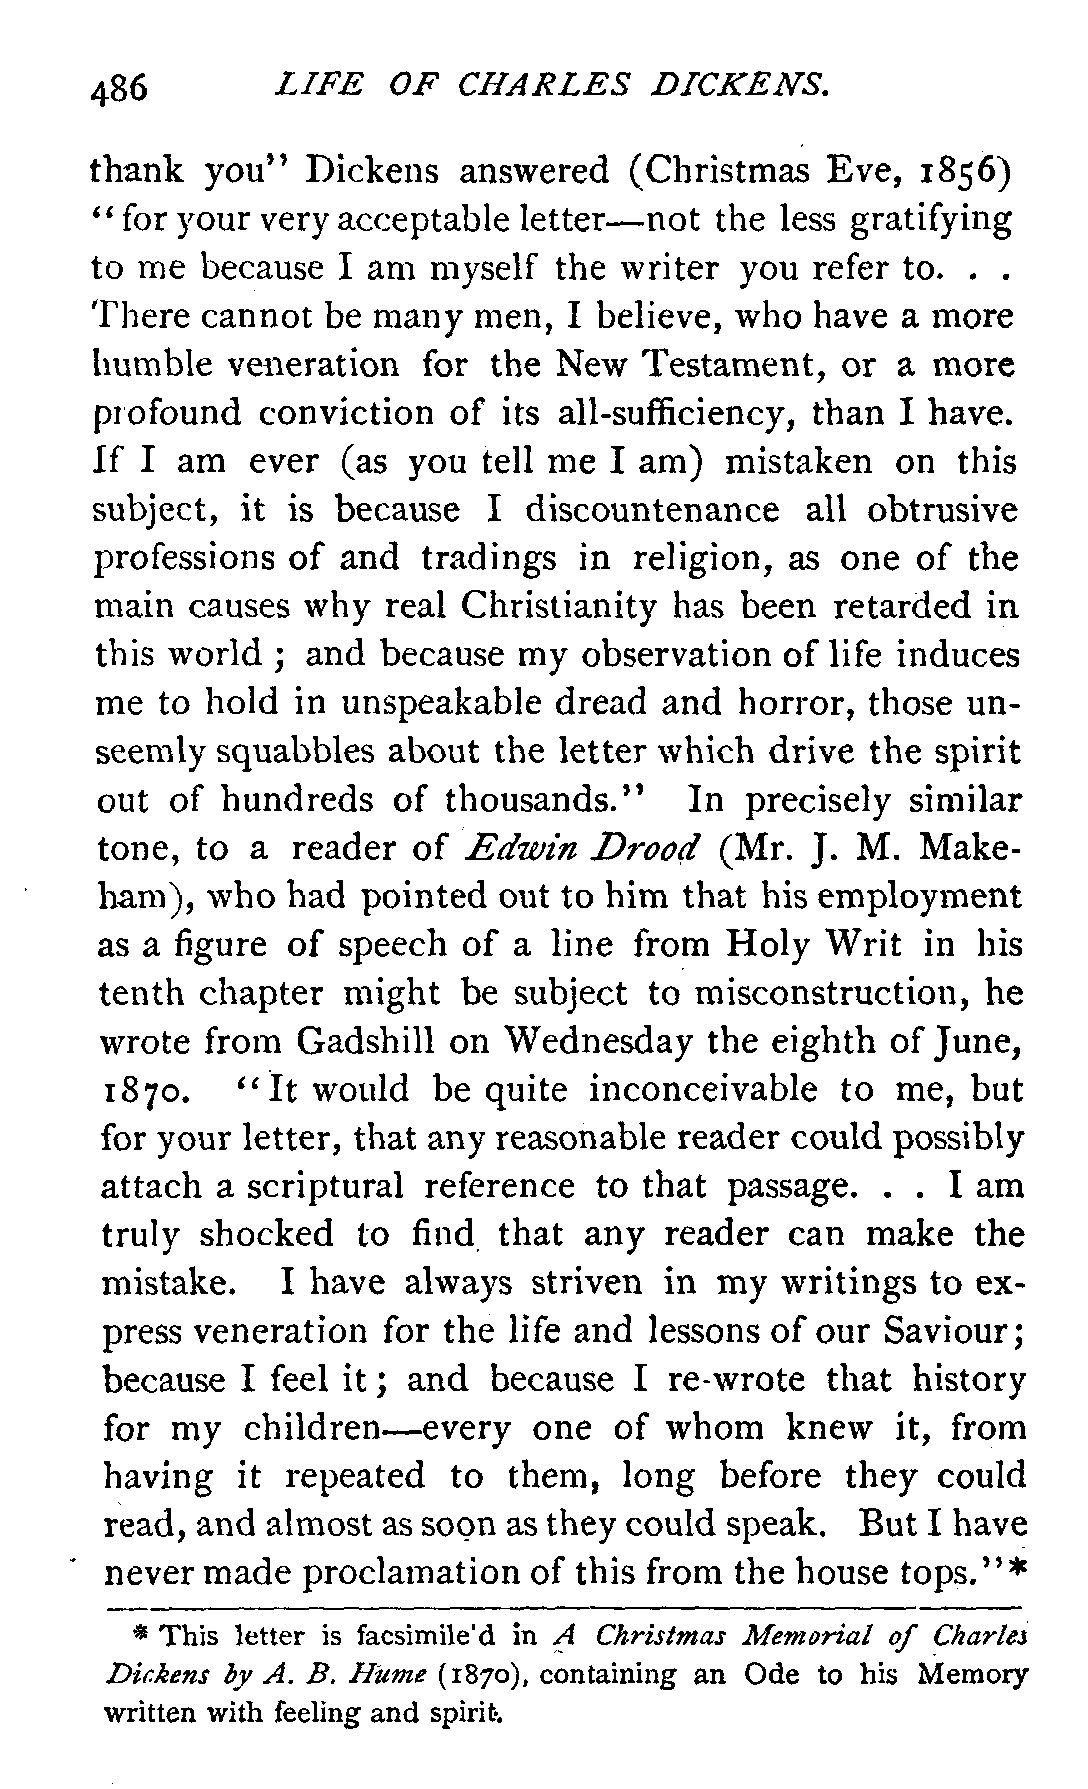 486 LIFE OF CHARLES DICKENS.
thank you" Dickens answered (Christmas Eve, 1856)
"for your very acceptable letter—not the less gratifying
to me because I am myself the writer you refer to. . .
There cannot be many men, I believe, who have a more
humble veneration for the New Testament, or a more
profound conviction of its all-sufficiency, than I have.
If I am ever (as you tell me I am) mistaken on this
subject, it is because I discountenance all obtrusive
professions of and tradings in religion, as one of the
main causes why real Christianity has been retarded in
this world ; and because my observation of life induces
me to hold in unspeakable dread and horror, those un-
seemly squabbles about the letter which drive the spirit
out of hundreds of thousands." In precisely similar
tone, to a reader of Edwin Drood (Mr. J. M. Make-
ham), who had pointed out to him that his employment
as a figure of speech of a line from Holy Writ in his
tenth chapter might be subject to misconstruction, he
wrote from Gadshill on Wednesday the eighth of June,
1870. "It would be quite inconceivable to me, but
for your letter, that any reasonable reader could possibly
attach a scriptural reference to that passage. . . I am
truly shocked to find that any reader can make the
mistake. I have always striven in my writings to ex-
press veneration for the life and lessons of our Saviour;
because I feel it ; and because I re-wrote that history
for my children—every one of whom knew it, from
having it repeated to them, long before they could
read, and almost as soon as they could speak. But I have
never made proclamation of this from the house tops."*
* This letter is facsimile'd in A Christmas Memorial of Charles
Dickens by A. B. Hume (1870), containing an Ode to his Memory
written with feeling and spirit.